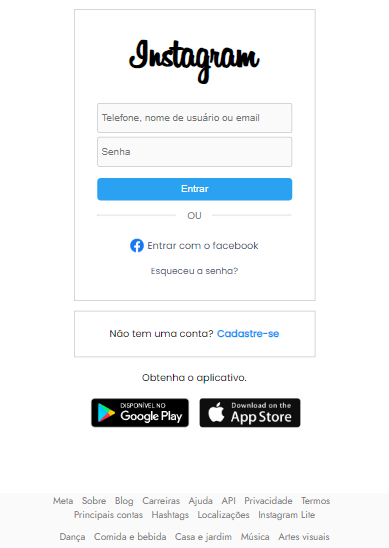 Instagram
Telefone, nome de usuário ou email
Senha
Entrar
OU
Entrar com o facebook
Esqueceu a senha?
Não tem uma conta? Cadastre-se
Obtenha o aplicativo.
DISPONÍVEL NO
Google Play
Download on the
App Store
Meta Sobre Blog Carreiras Ajuda API Privacidade Termos
Principais contas Hashtags Localizações Instagram Lite
Dança Comida e bebida Casa e jardim Música Artes visuais